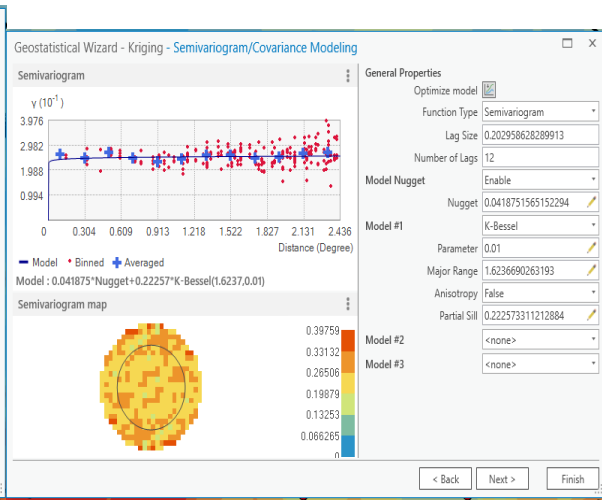 Geostatistical Wizard - Kriging - Semivariogram/Covariance Modeling
Semivariogram
γ (10⁻¹)
3.976
2.982
1.988
0.994
0 0.304 0.609 0.913 1.218 1.522 1.827 2.131 2.436
Distance (Degree)
Model Binned Averaged
Model : 0.041875*Nugget+0.22257*K-Bessel(1.6237,0.01)
Semivariogram map
0.39759
0.33132
0.26506
0.19879
0.13253
0.066265
0
General Properties
Optimize model
Function Type Semivariogram
Lag Size 0.202958628289913
Number of Lags 12
Model Nugget Enable
Nugget 0.0418751565152294
Model #1 K-Bessel
Parameter 0.01
Major Range 1.6236690263193
Anisotropy False
Partial Sill 0.222573311212884
Model #2 <none>
Model #3 <none>
< Back Next > Finish